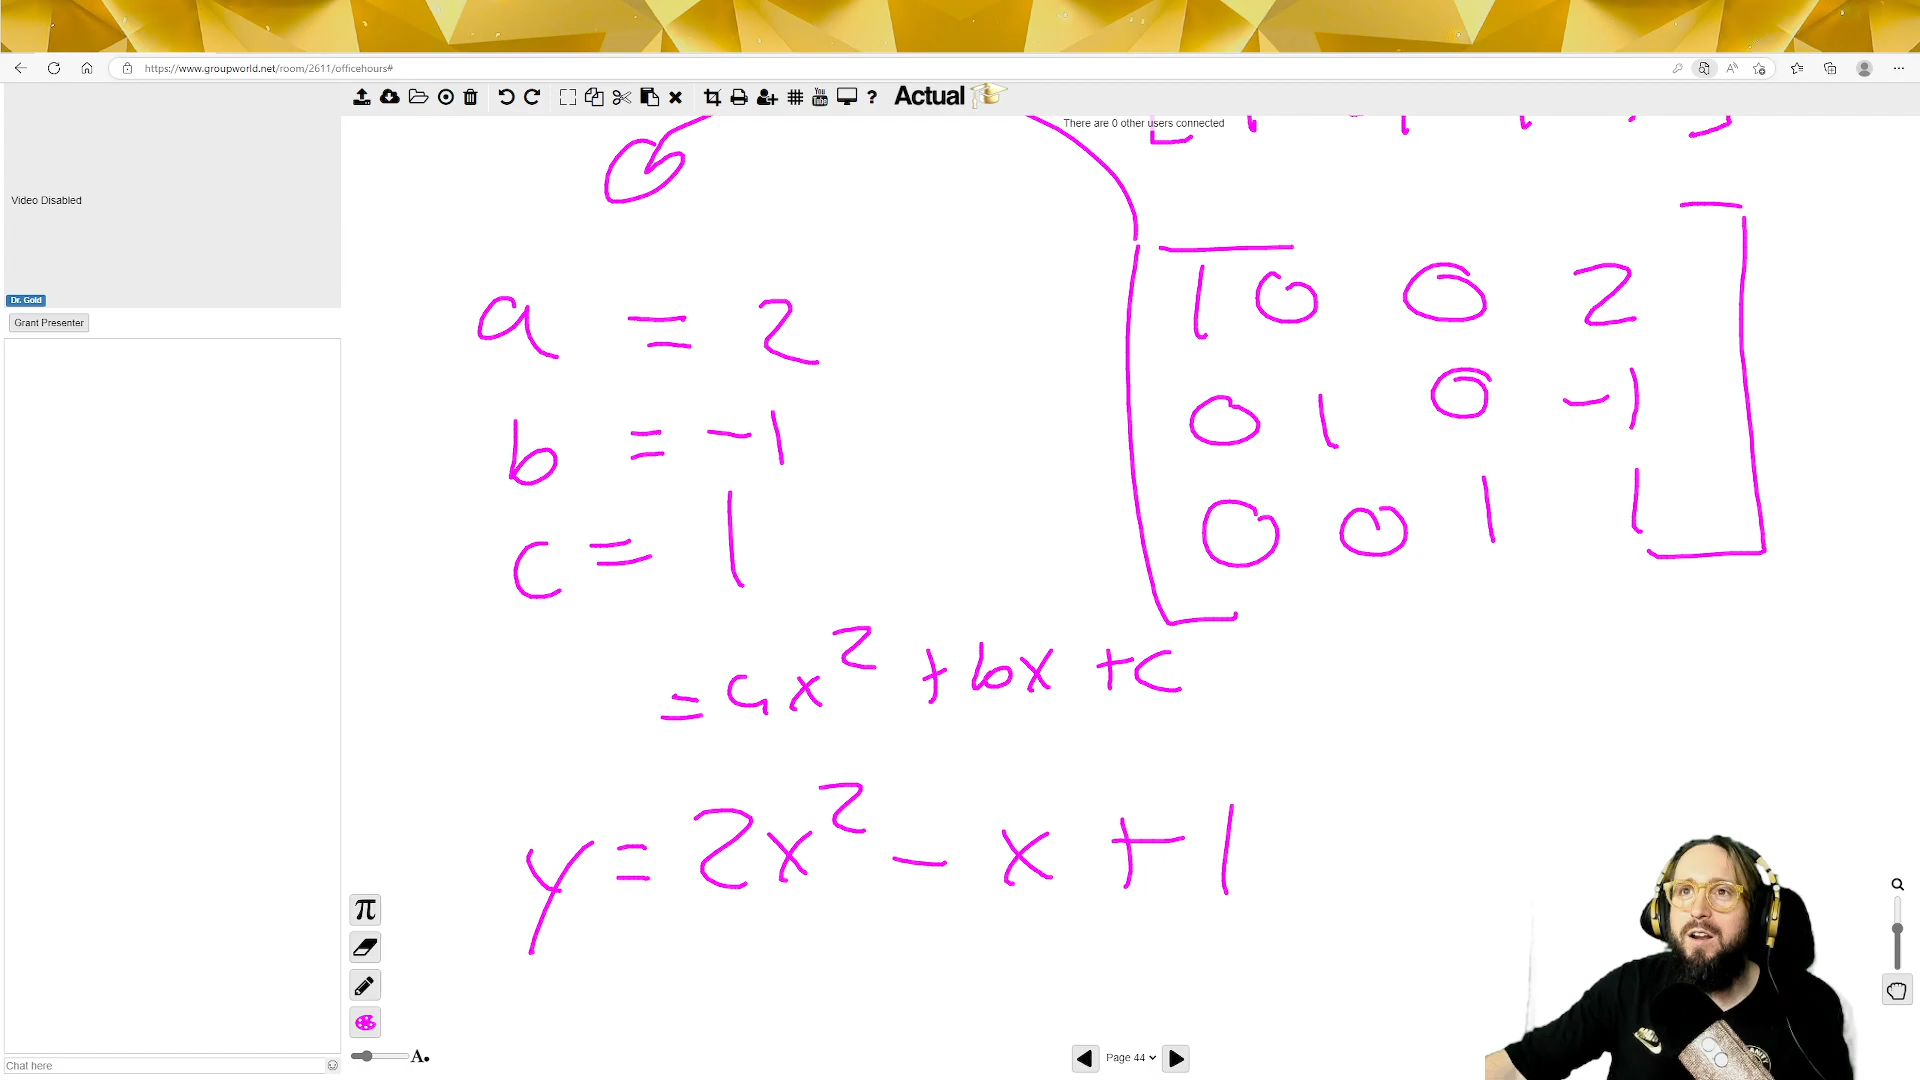 https://www.groupworld.net/room/2611/officehours#
Actual
There are 0 other users connected
Video Disabled
Dr. Gold
Grant Presenter
1 0 0 2
0 1 0 -1
0 0 1 1
a = 2
b = -1
c = 1
= ax² + bx + c
y = 2x² - x + 1
A
Page 44
Chat here